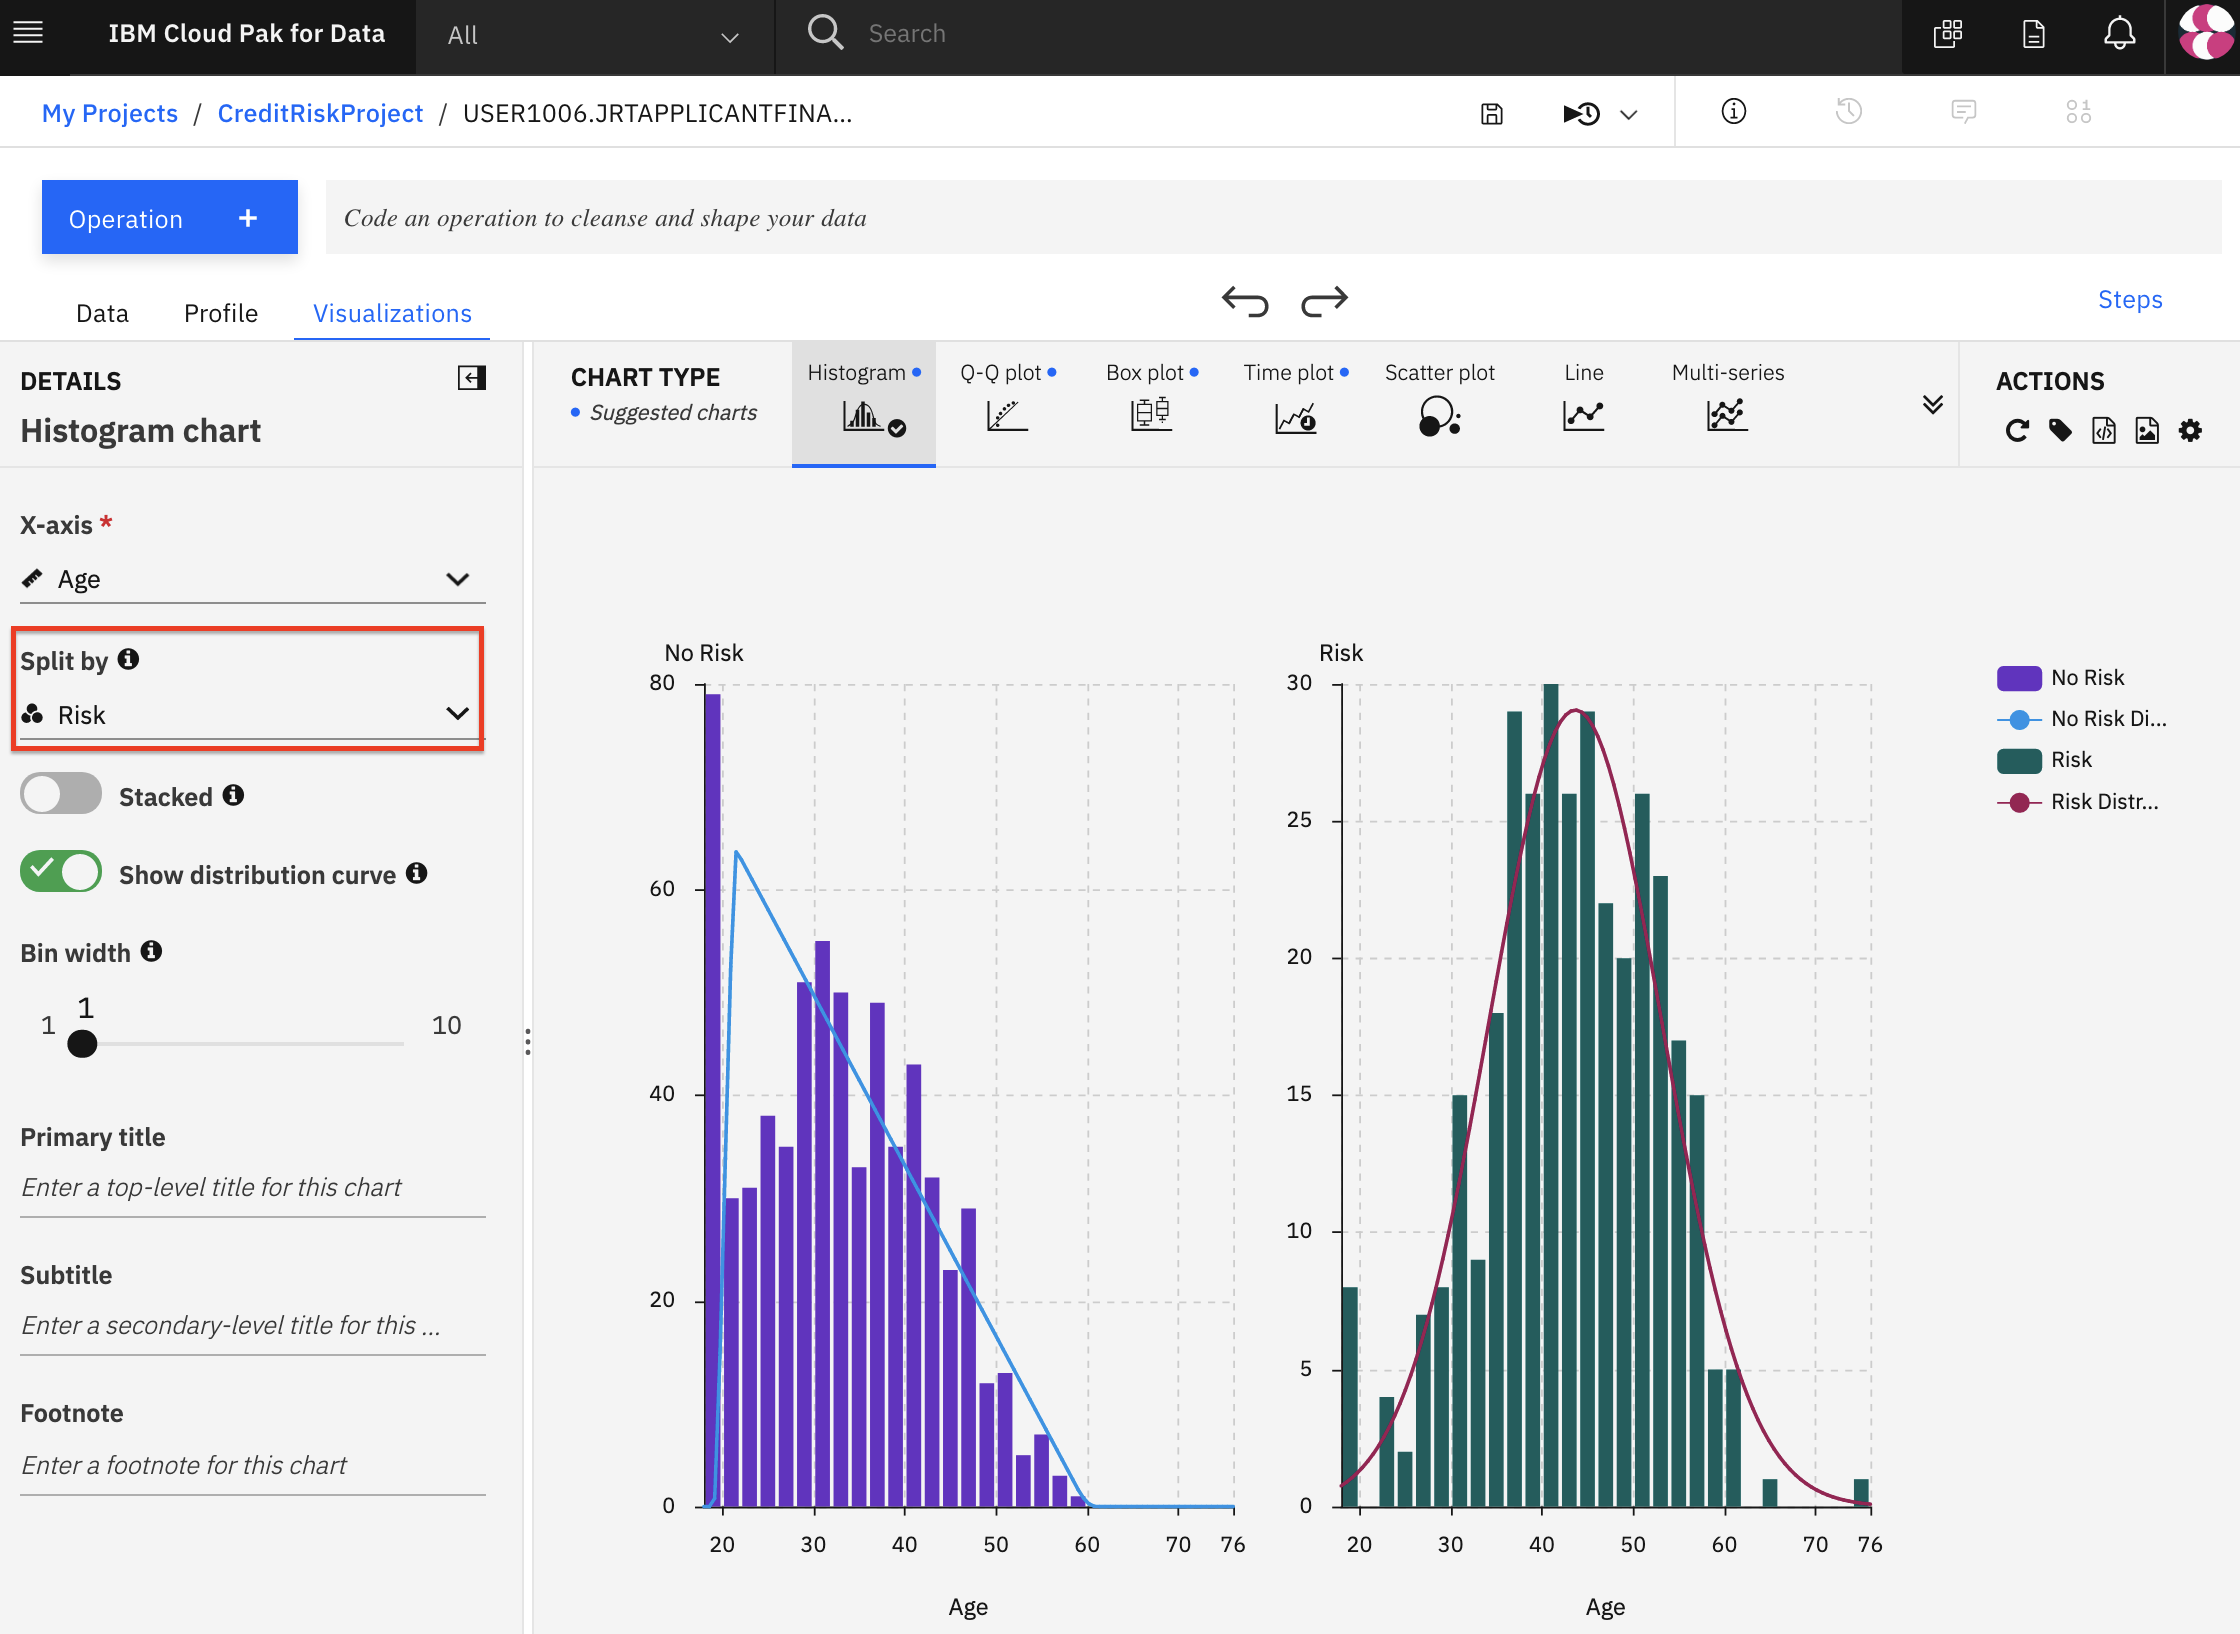 IBM Cloud Pak for Data All Search
My Projects / CreditRiskProject / USER1006.JRTAPPLICANTFINA...
Operation + Code an operation to cleanse and shape your data
Data Profile Visualizations Steps
DETAILS
Histogram chart
CHART TYPE
Suggested charts
Histogram Q-Q plot Box plot Time plot Scatter plot Line Multi-series
ACTIONS
X-axis *
Age
Split by
Risk
Stacked
Show distribution curve
Bin width
1
1 10
Primary title
Enter a top-level title for this chart
Subtitle
Enter a secondary-level title for this ...
Footnote
Enter a footnote for this chart
No Risk
80
60
40
20
0
20 30 40 50 60 70 76
Age
Risk
30
25
20
15
10
5
0
20 30 40 50 60 70 76
Age
No Risk
No Risk Di...
Risk
Risk Distr...